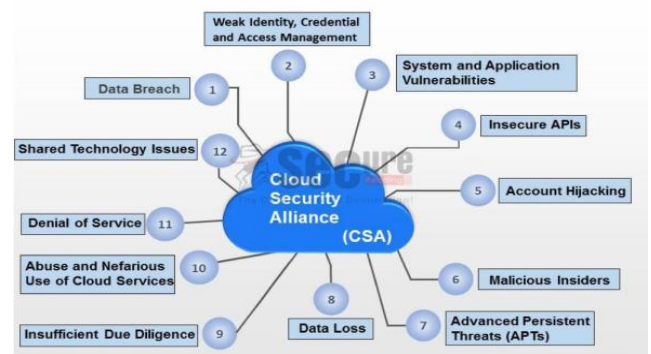 Weak Identity, Credential
and Access Management
2
Data Breach
1
3
System and Application
Vulnerabilities
4
Insecure APIs
Shared Technology Issues
12
Secure
Cloud
Security
Alliance
(CSA)
5
Account Hijacking
Denial of Service
11
Abuse and Nefarious
Use of Cloud Services
10
6
Malicious Insiders
Insufficient Due Diligence
9
8
Data Loss
7
Advanced Persistent
Threats (APTs)